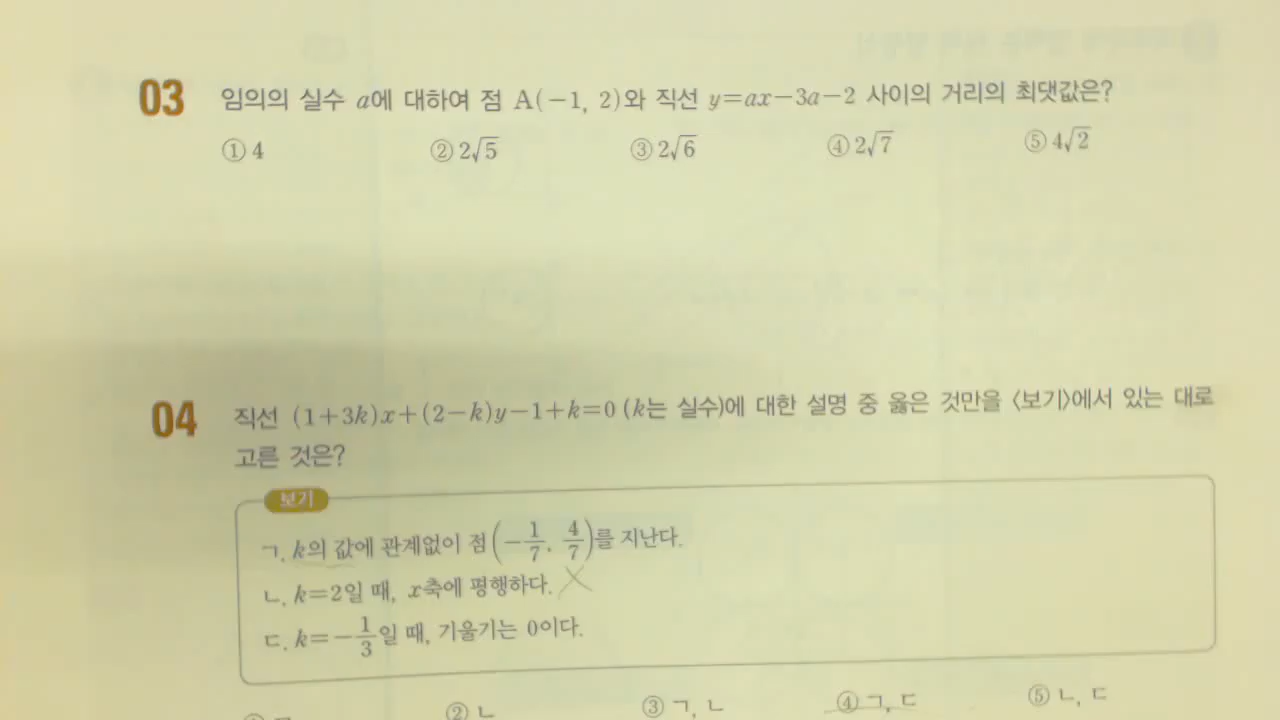 03 임의의 실수 a에 대하여 점 A(−1, 2)와 직선 y=ax−3a−2 사이의 거리의 최댓값은?
① 4 ② 2√5 ③ 2√6 ④ 2√7 ⑤ 4√2
04 직선 (1+3k)x+(2−k)y−1+k=0 (k는 실수)에 대한 설명 중 옳은 것만을 〈보기〉에서 있는 대로
고른 것은?
보기
ㄱ. k의 값에 관계없이 점(−1/7, 4/7)를 지난다.
ㄴ. k=2일 때, x축에 평행하다.
ㄷ. k=−1/3일 때, 기울기는 0이다.
② ㄴ ③ ㄱ, ㄴ ④ ㄱ, ㄷ ⑤ ㄴ, ㄷ